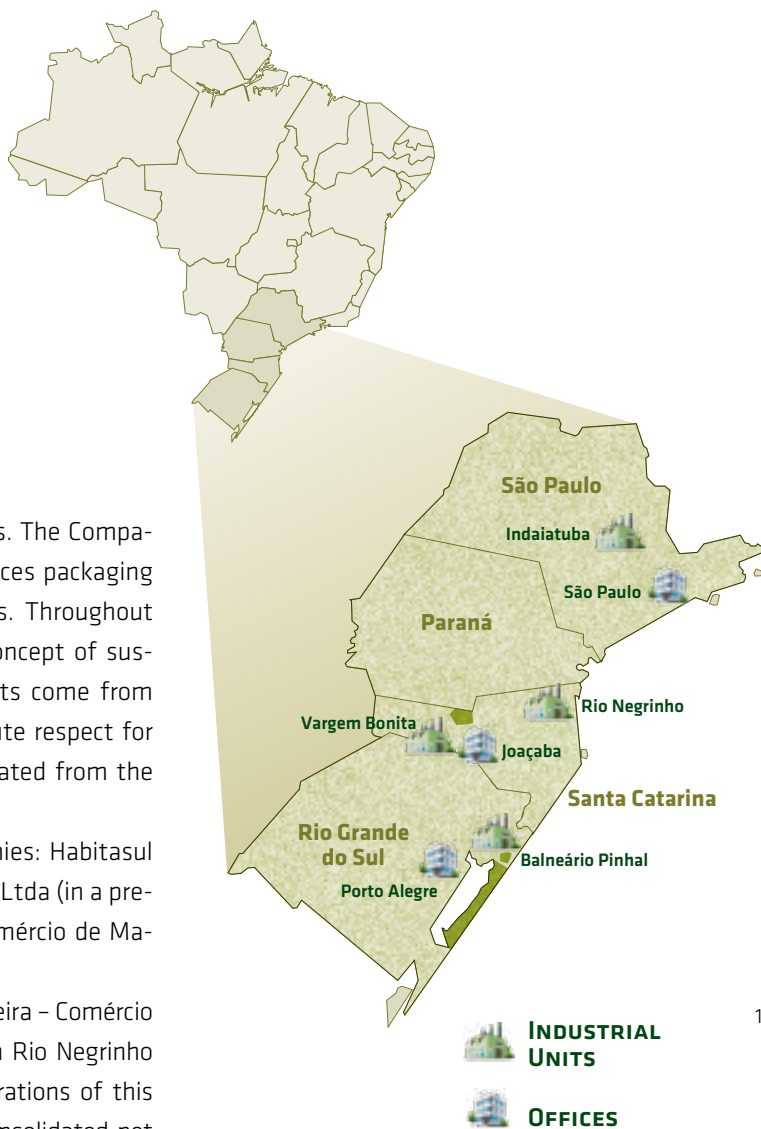 s. The Compa-
ces packaging
s. Throughout
oncept of sus-
ts come from
ute respect for
ated from the
nies: Habitasul
Ltda (in a pre-
mércio de Ma-
eira – Comércio
Rio Negrinho
rations of this
São Paulo
Indaiatuba
São Paulo
Paraná
Rio Negrinho
Vargem Bonita
Joaçaba
Santa Catarina
Rio Grande
do Sul
Balneário Pinhal
Porto Alegre
1
Industrial
Units
Offices